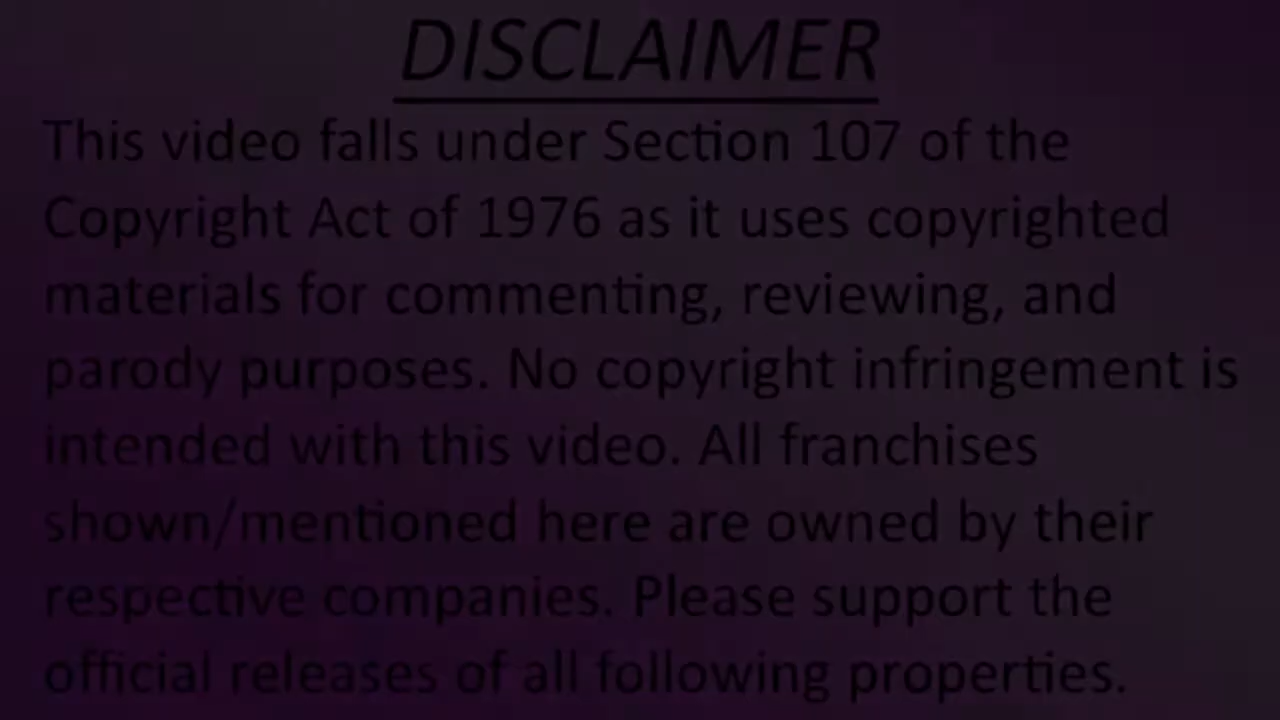 DISCLAIMER
This video falls under Section 107 of the
Copyright Act of 1976 as it uses copyrighted
materials for commenting, reviewing, and
parody purposes. No copyright infringement is
intended with this video. All franchises
shown/mentioned here are owned by their
respective companies. Please support the
official releases of all following properties.